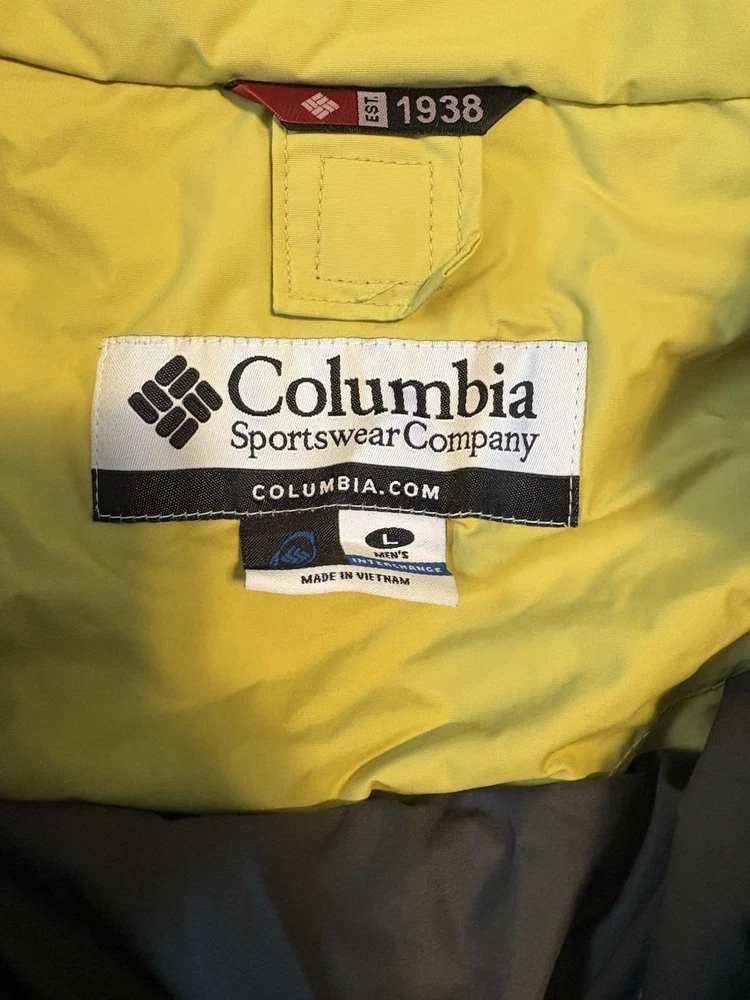 EST. 1938
Columbia
Sportswear Company
COLUMBIA.COM
L
MEN'S
INTERCHANGE
MADE IN VIETNAM